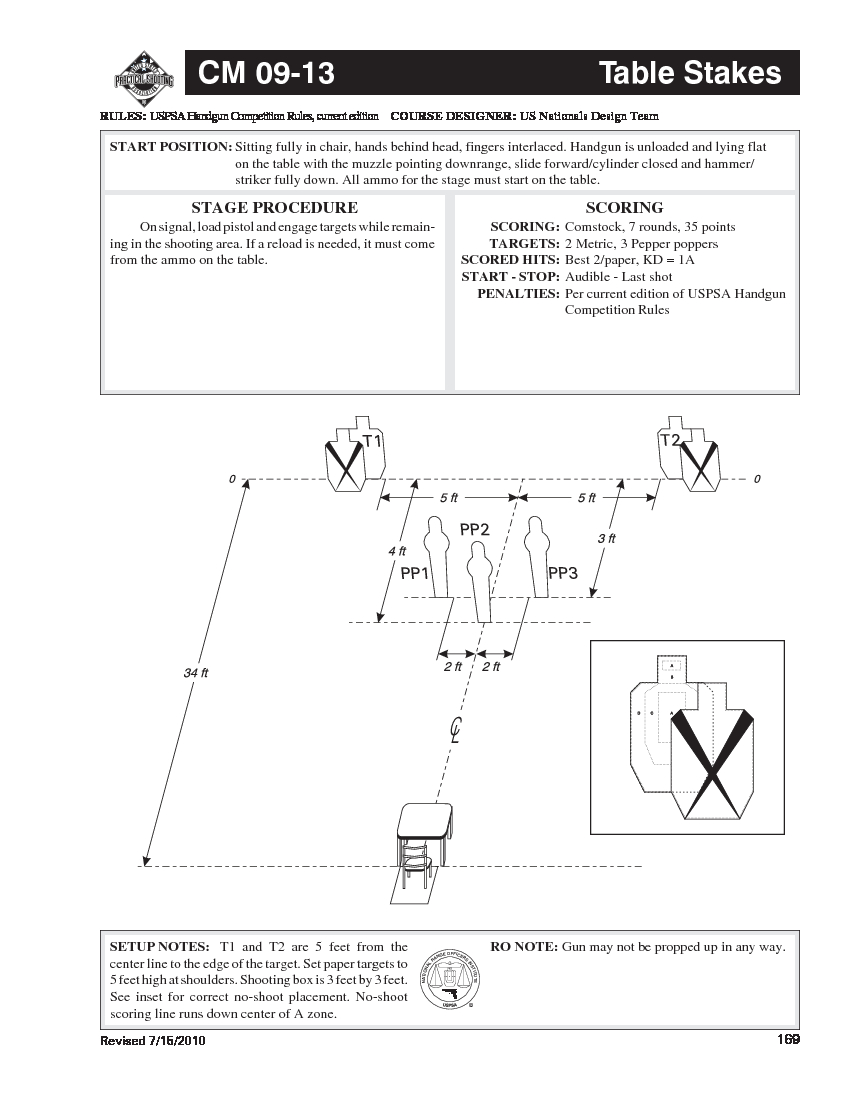 CM 09-13 Table Stakes
PRACTICAL SHOOTING
RULES: USPSA Handgun Competition Rules, current edition COURSE DESIGNER: US Nationals Design Team
START POSITION: Sitting fully in chair, hands behind head, fingers interlaced. Handgun is unloaded and lying flat
on the table with the muzzle pointing downrange, slide forward/cylinder closed and hammer/
striker fully down. All ammo for the stage must start on the table.
STAGE PROCEDURE
On signal, load pistol and engage targets while remain-
ing in the shooting area. If a reload is needed, it must come
from the ammo on the table.
SCORING
SCORING: Comstock, 7 rounds, 35 points
TARGETS: 2 Metric, 3 Pepper poppers
SCORED HITS: Best 2/paper, KD = 1A
START - STOP: Audible - Last shot
PENALTIES: Per current edition of USPSA Handgun
Competition Rules
T1 T2
0 0
5 ft 5 ft
PP2
4 ft 3 ft
PP1 PP3
2 ft 2 ft
34 ft
CL
A
B
D C A
SETUP NOTES: T1 and T2 are 5 feet from the
center line to the edge of the target. Set paper targets to
5 feet high at shoulders. Shooting box is 3 feet by 3 feet.
See inset for correct no-shoot placement. No-shoot
scoring line runs down center of A zone.
NATIONAL RANGE OFFICERS INSTITUTE
USPSA
RO NOTE: Gun may not be propped up in any way.
Revised 7/15/2010 169